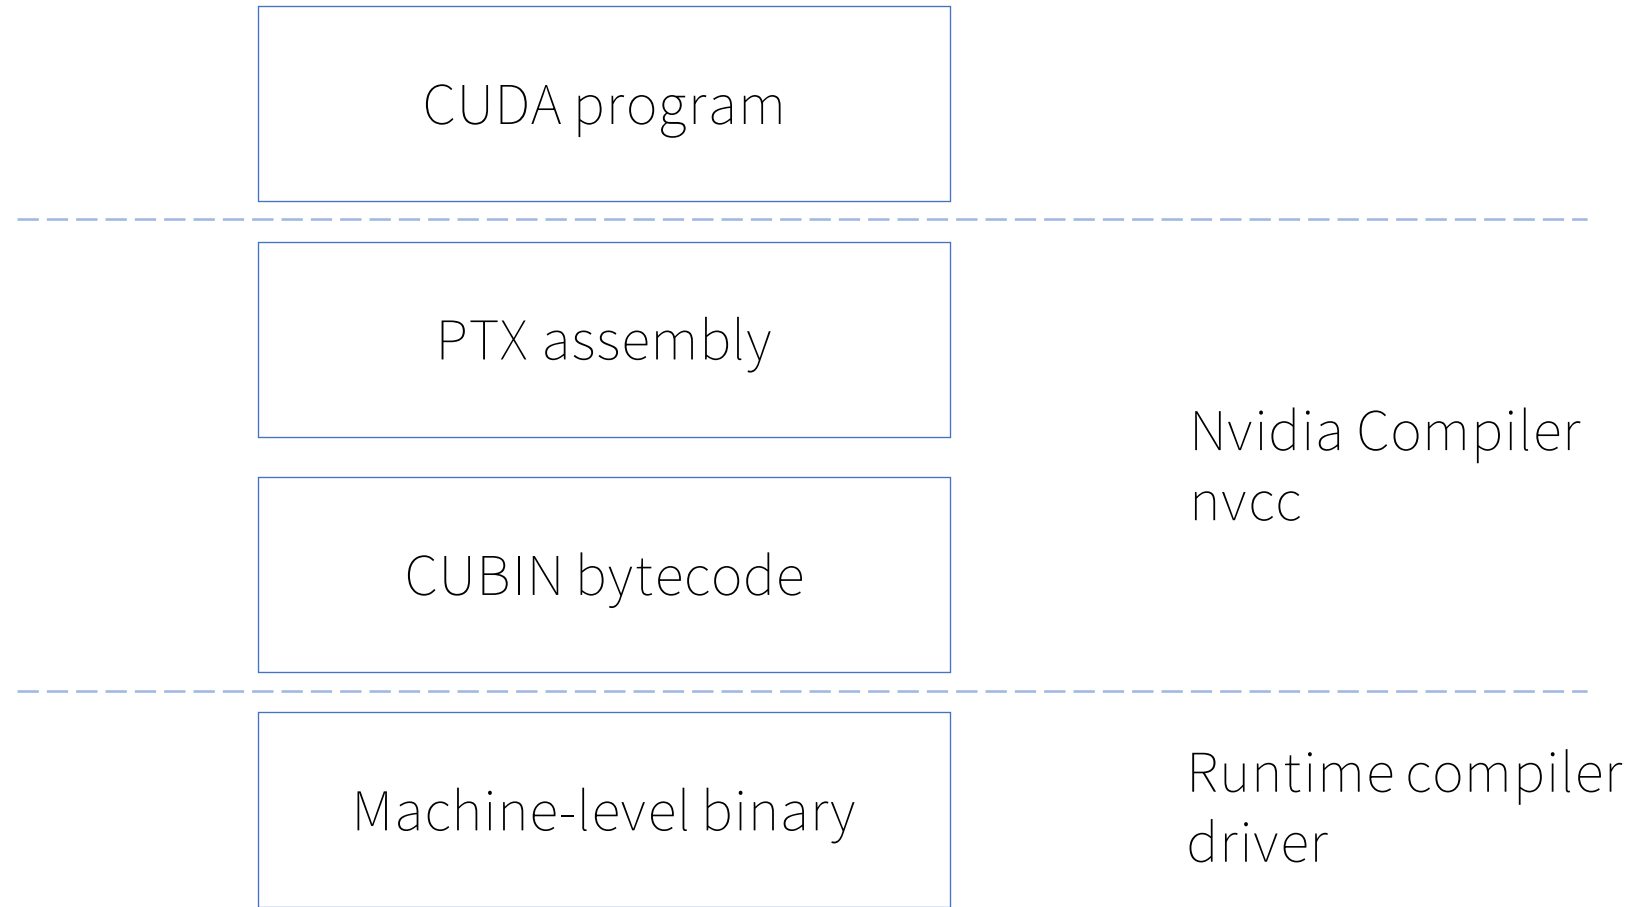 CUDA program
PTX assembly
Nvidia Compiler
nvcc
CUBIN bytecode
Runtime compiler
driver
Machine-level binary